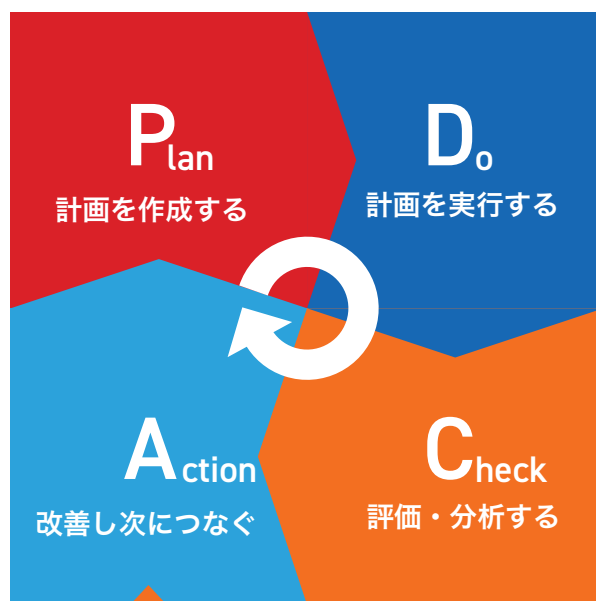 Plan
計画を作成する
Do
計画を実行する
Action
改善し次につなぐ
Check
評価・分析する